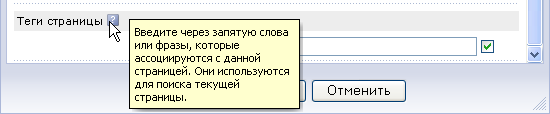 Теги страницы ?
Введите через запятую слова
или фразы, которые
ассоциируются с данной
страницей. Они используются
для поиска текущей
страницы.
Отменить